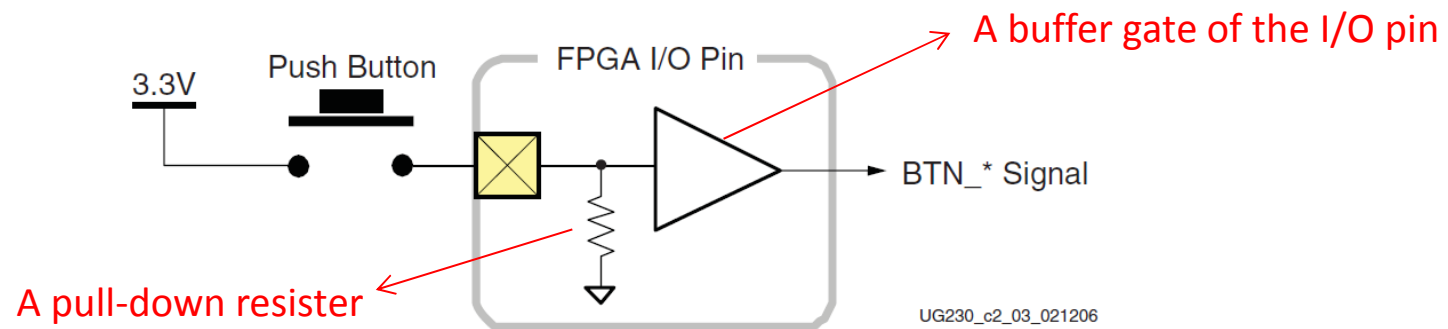 A buffer gate of the I/O pin
FPGA I/O Pin
Push Button
3.3V
BTN_* Signal
A pull-down resister
UG230_c2_03_021206